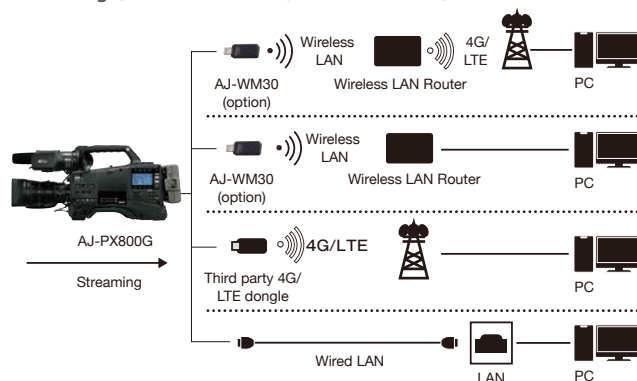 Wireless
LAN
4G/
LTE
AJ-WM30
(option)
Wireless LAN Router
PC
Wireless
LAN
AJ-WM30
(option)
Wireless LAN Router
PC
AJ-PX800G
Streaming
4G/LTE
Third party 4G/
LTE dongle
PC
Wired LAN
LAN
PC